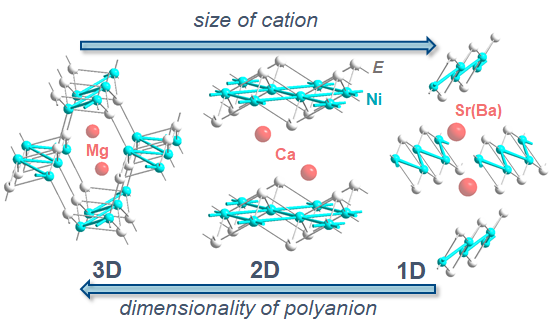 size of cation
E
Ni
Mg
Ca
Sr(Ba)
3D
2D
1D
dimensionality of polyanion